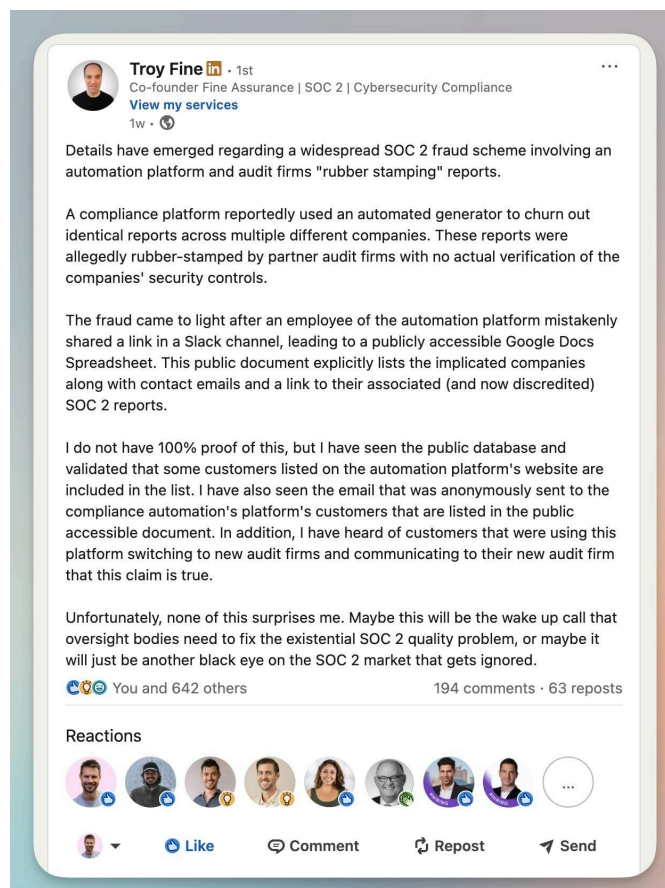 Troy Fine in · 1st
Co-founder Fine Assurance | SOC 2 | Cybersecurity Compliance
View my services
1w ·
Details have emerged regarding a widespread SOC 2 fraud scheme involving an
automation platform and audit firms "rubber stamping" reports.
A compliance platform reportedly used an automated generator to churn out
identical reports across multiple different companies. These reports were
allegedly rubber-stamped by partner audit firms with no actual verification of the
companies' security controls.
The fraud came to light after an employee of the automation platform mistakenly
shared a link in a Slack channel, leading to a publicly accessible Google Docs
Spreadsheet. This public document explicitly lists the implicated companies
along with contact emails and a link to their associated (and now discredited)
SOC 2 reports.
I do not have 100% proof of this, but I have seen the public database and
validated that some customers listed on the automation platform's website are
included in the list. I have also seen the email that was anonymously sent to the
compliance automation's platform's customers that are listed in the public
accessible document. In addition, I have heard of customers that were using this
platform switching to new audit firms and communicating to their new audit firm
that this claim is true.
Unfortunately, none of this surprises me. Maybe this will be the wake up call that
oversight bodies need to fix the existential SOC 2 quality problem, or maybe it
will just be another black eye on the SOC 2 market that gets ignored.
You and 642 others
194 comments · 63 reposts
Reactions
...
Like
Comment
Repost
Send